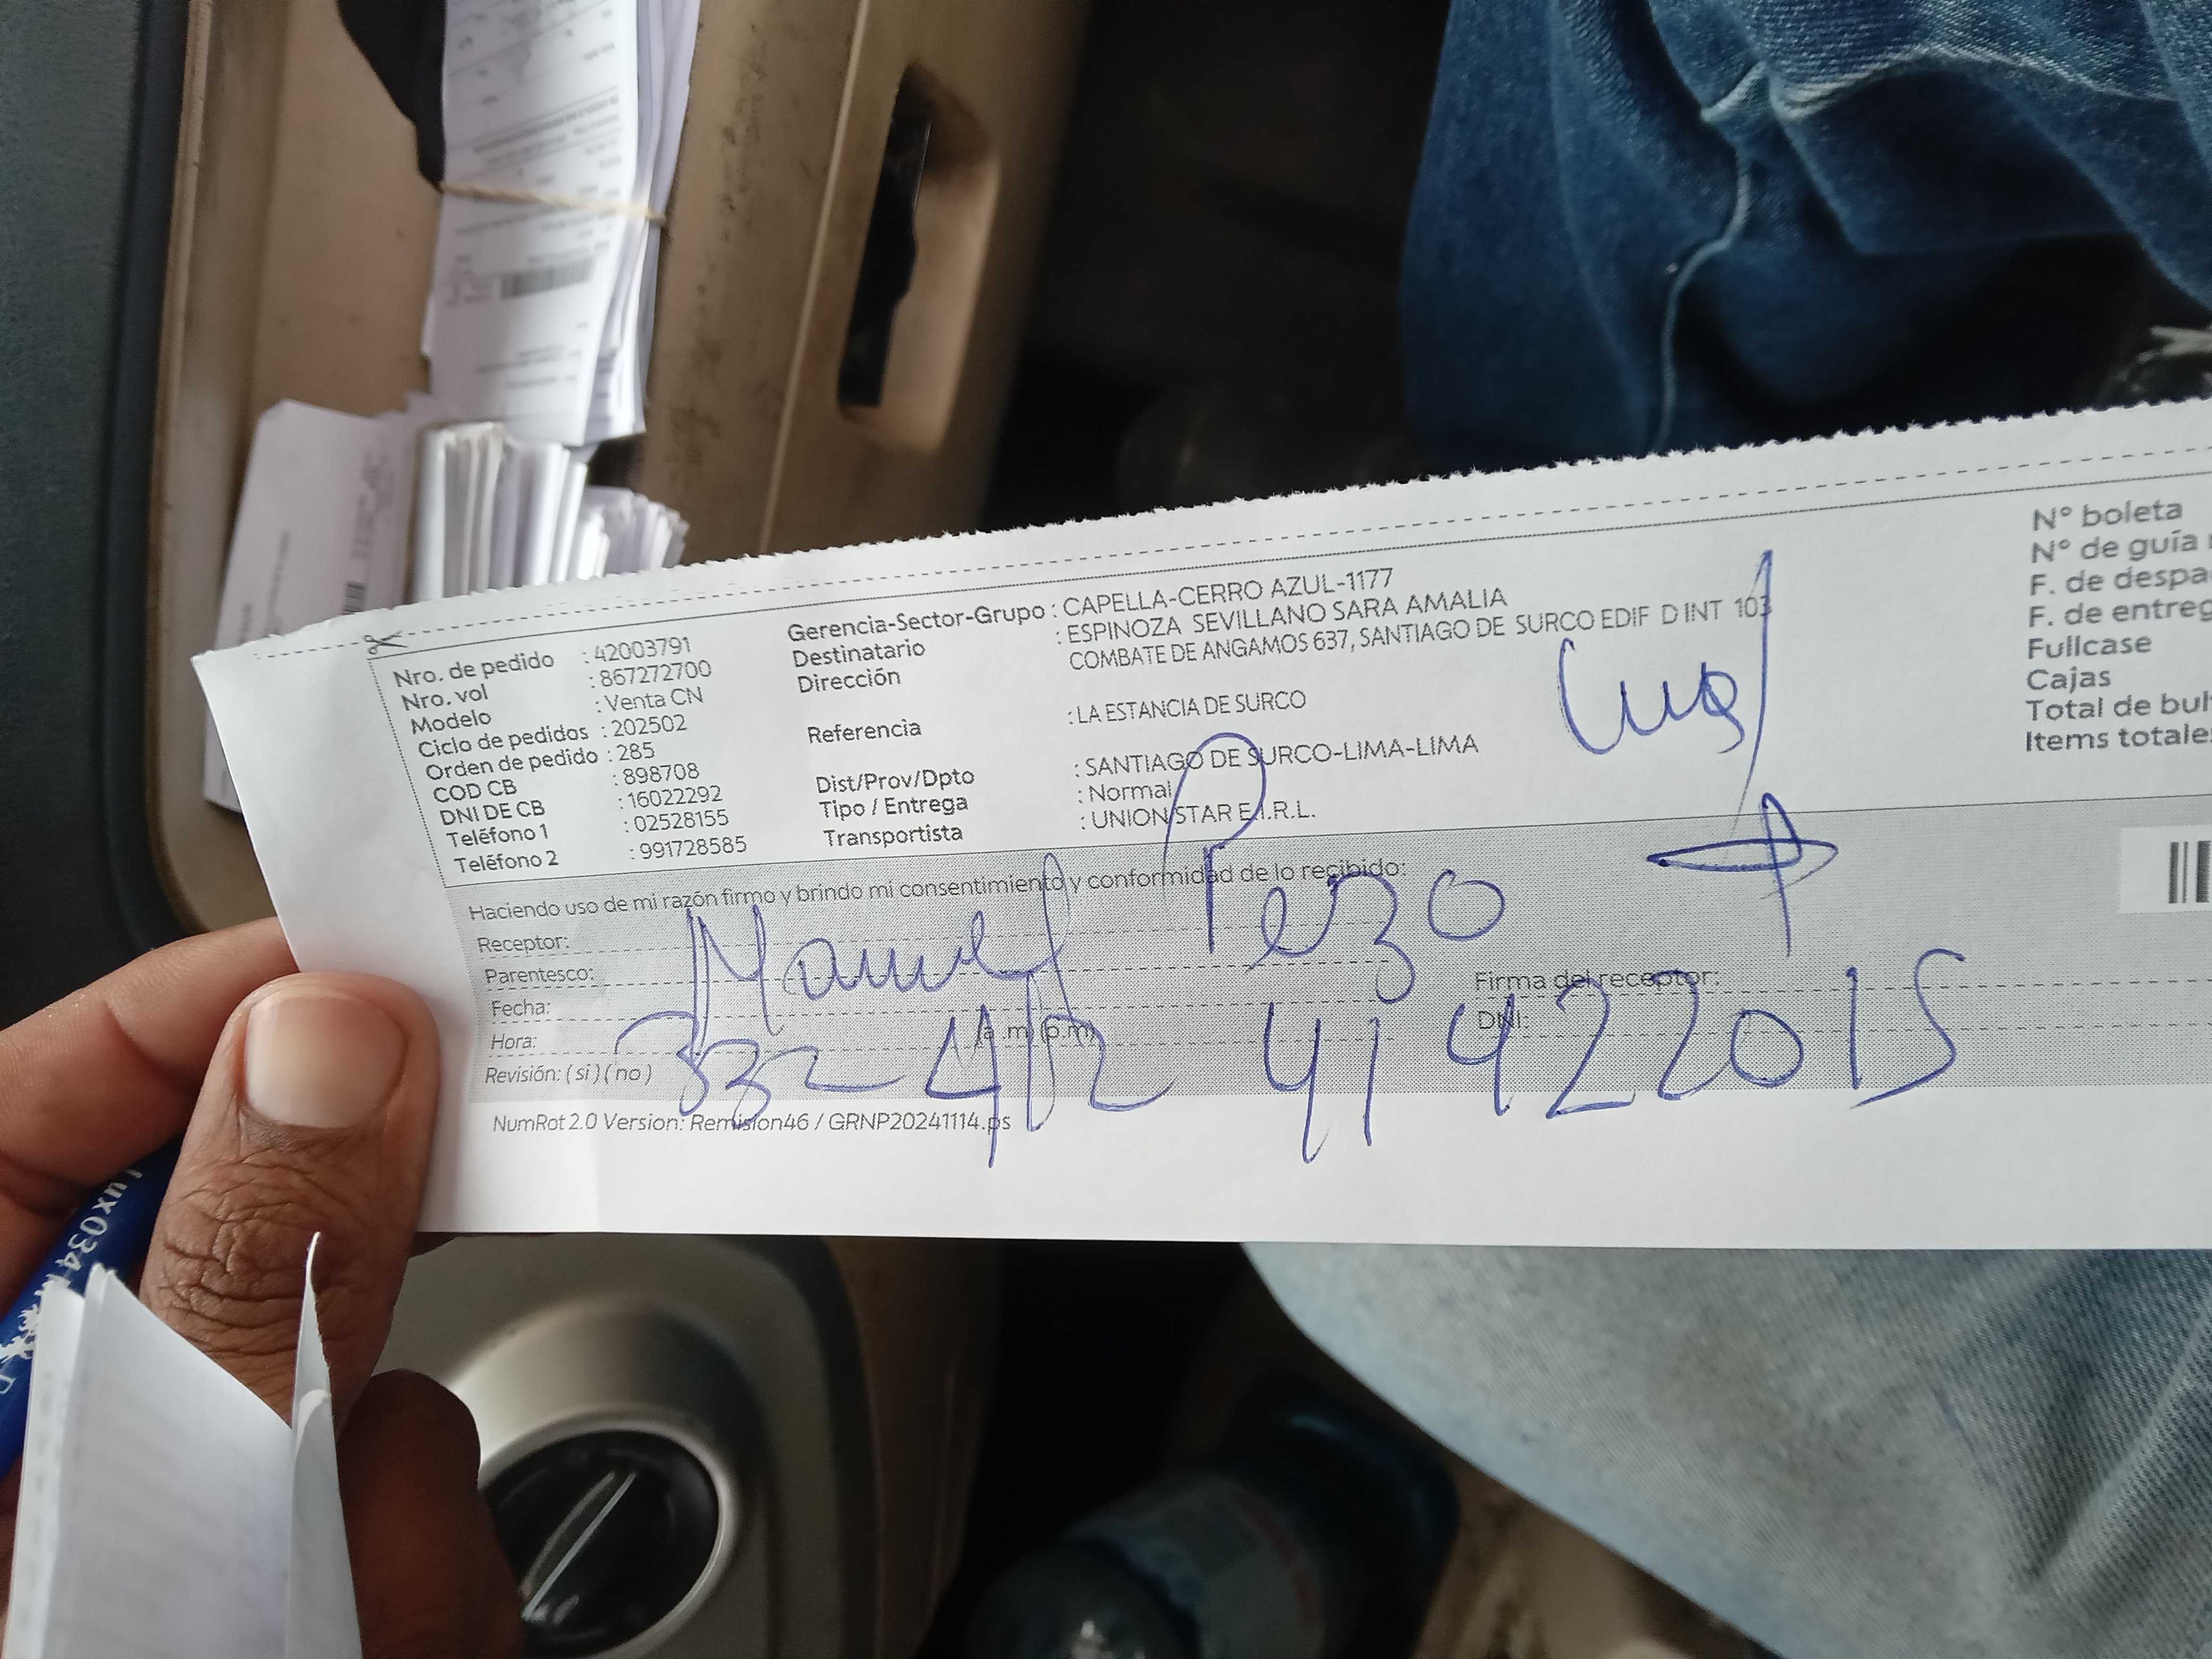 Nro. de pedido : 42003791
Nro. vol : 867272700
Modelo : Venta CN
Ciclo de pedidos : 202502
Orden de pedido : 285
COD CB : 898708
DNI DE CB : 16022292
Teléfono 1 : 02528155
Teléfono 2 : 991728585
Gerencia-Sector-Grupo : CAPELLA-CERRO AZUL-1177
Destinatario : ESPINOZA SEVILLANO SARA AMALIA
Dirección COMBATE DE ANGAMOS 637, SANTIAGO DE SURCO EDIF D INT 103
Referencia : LA ESTANCIA DE SURCO
Dist/Prov/Dpto : SANTIAGO DE SURCO-LIMA-LIMA
Tipo / Entrega : Normal
Transportista : UNION STAR E.I.R.L.
N° boleta
N° de guía
F. de despa
F. de entreg
Fullcase
Cajas
Total de bul
Items totale
Haciendo uso de mi razón firmo y brindo mi consentimiento y conformidad de lo recibido:
Receptor:
Parentesco:
Fecha:
Hora: (a.m) (p.m)
Revisión: ( si ) ( no )
Manuel Pezo
41422015
Firma del receptor:
DNI:
NumRot 2.0 Version: Remision46 / GRNP20241114.ps
Lux034